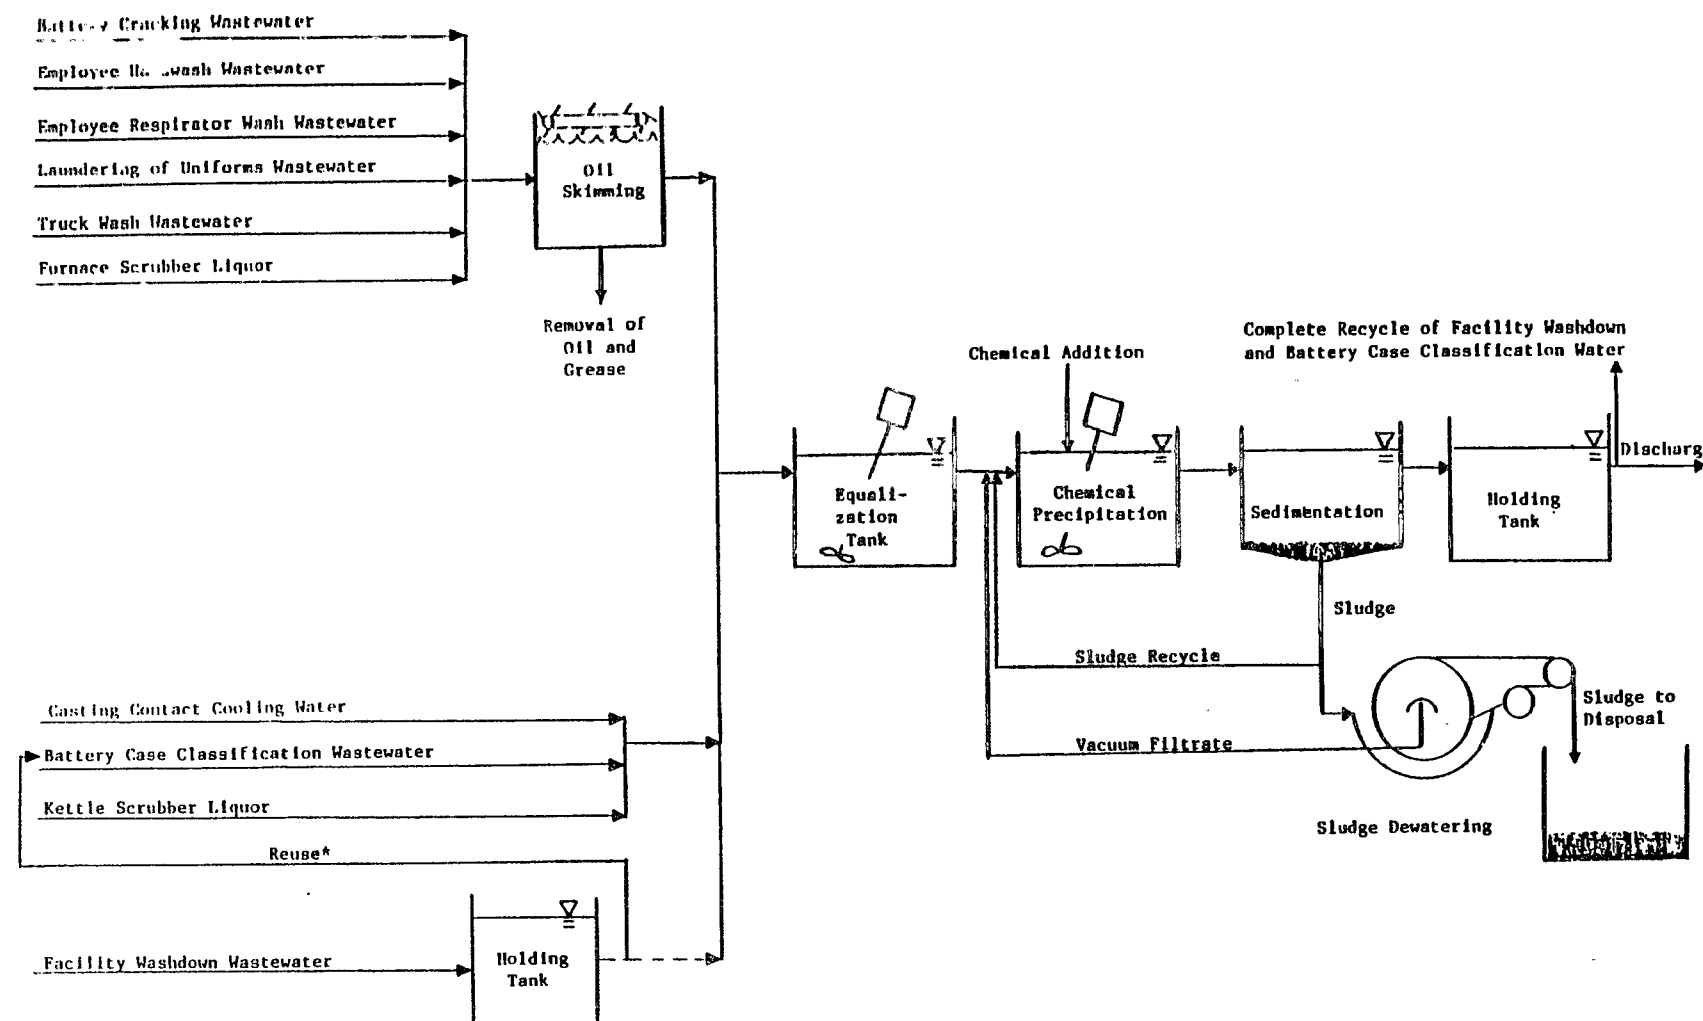 Cracking Wastewater
Employee Wastewater
Employee Respirator Wash Wastewater
Laundering of Uniforms Wastewater
Truck Wash Wastewater
Furnace Scrubber Liquor
Oil
Skimming
Removal of
Oil and
Grease
Complete Recycle of Facility Washdown
and Battery Case Classification Water
Chemical Addition
Discharg
Equali-
zation
Tank
Chemical
Precipitation
Sedimentation
Holding
Tank
Sludge
Sludge Recycle
Vacuum Filtrate
Sludge to
Disposal
Sludge Dewatering
Casting Contact Cooling Water
Battery Case Classification Wastewater
Kettle Scrubber Liquor
Reuse*
Facility Washdown Wastewater
Holding
Tank